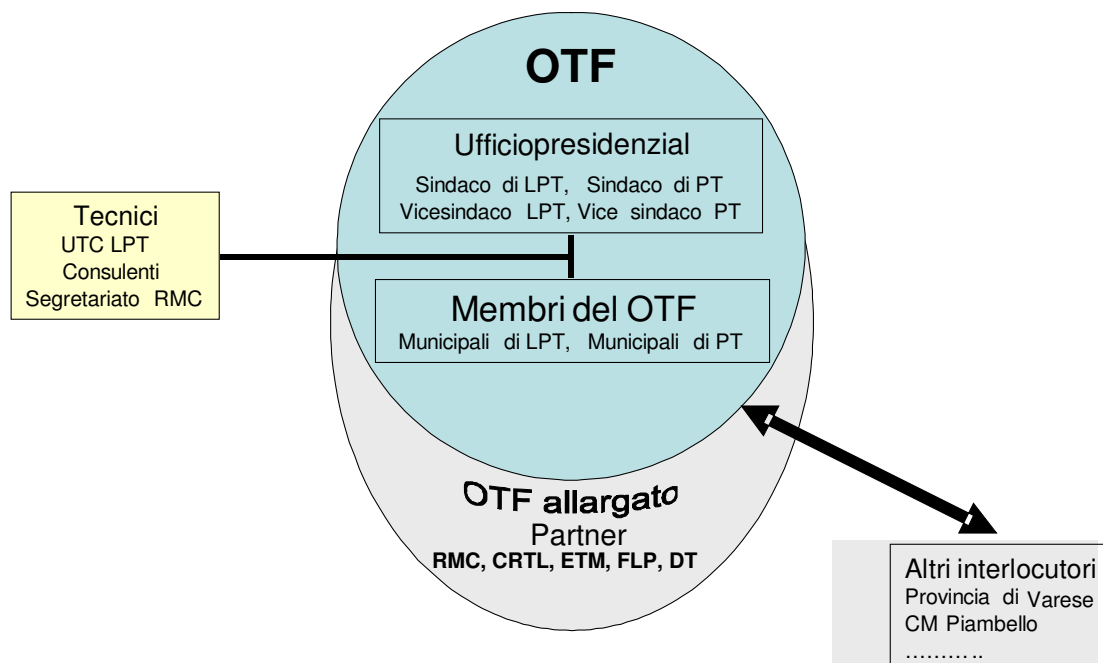 OTF
Ufficiopresidenzial
Sindaco di LPT, Sindaco di PT
Vicesindaco LPT, Vice sindaco PT
Tecnici
UTC LPT
Consulenti
Segretariato RMC
Membri del OTF
Municipali di LPT, Municipali di PT
OTF allargato
Partner
RMC, CRTL, ETM, FLP, DT
Altri interlocutori
Provincia di Varese
CM Piambello
...........